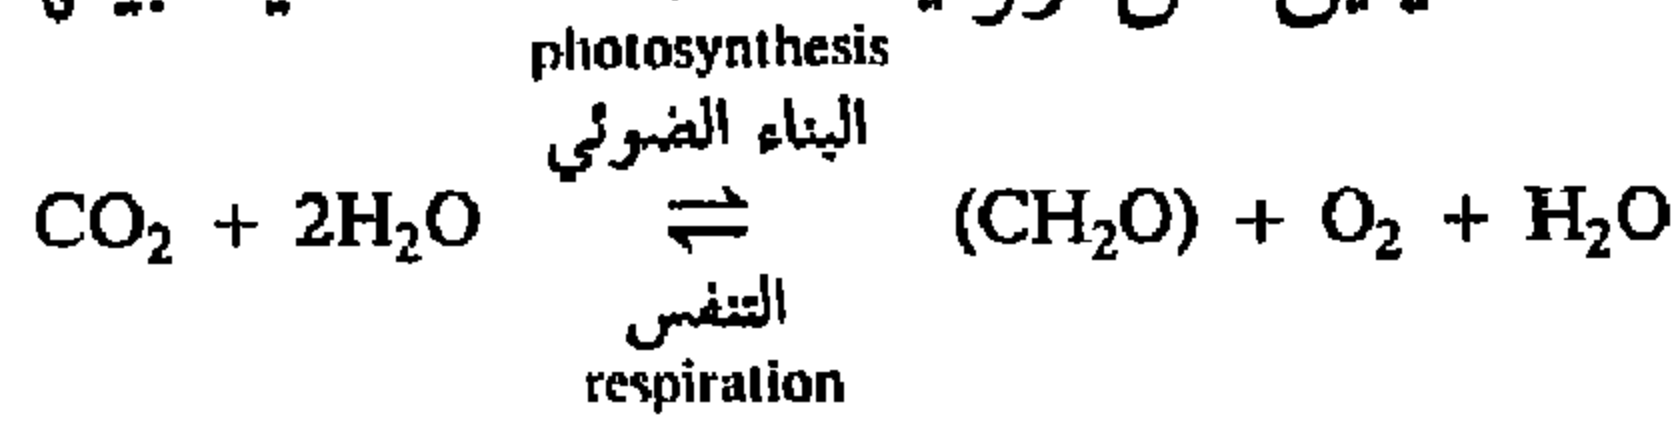 photosynthesis
البناء الضوئي
CO₂ + 2H₂O ⇌ (CH₂O) + O₂ + H₂O
التنفس
respiration